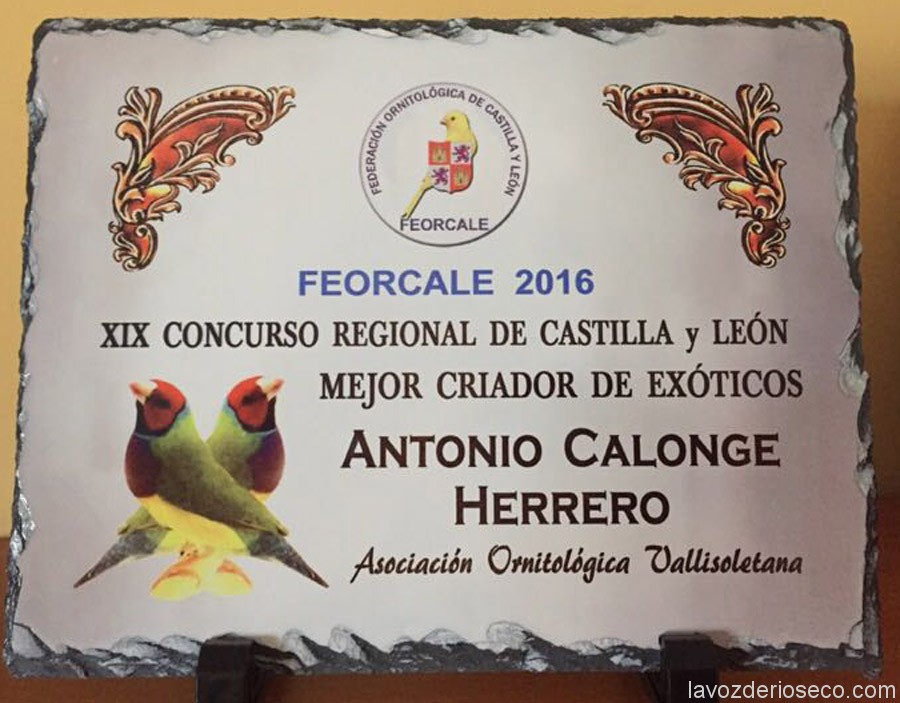 FEDERACIÓN ORNITOLÓGICA DE CASTILLA Y LEÓN
FEORCALE
FEORCALE 2016
XIX CONCURSO REGIONAL DE CASTILLA y LEÓN
MEJOR CRIADOR DE EXÓTICOS
ANTONIO CALONGE
HERRERO
Asociación Ornitológica Vallisoletana
lavozderioseco.com